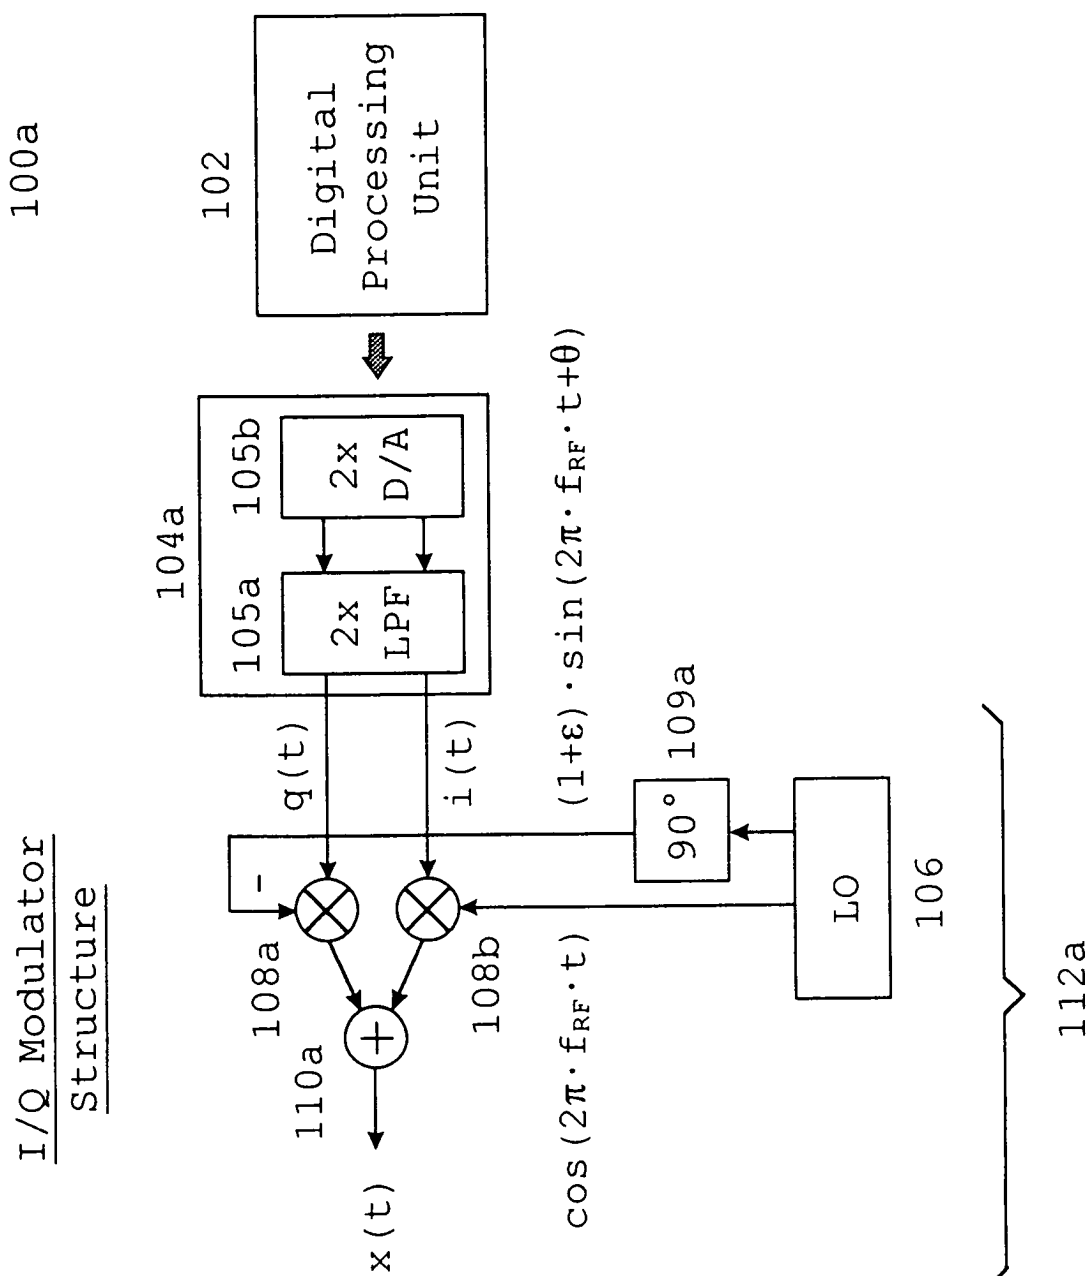 I/Q Modulator
Structure
100a
102
Digital
Processing
Unit
104a
105a
105b
2x
LPF
2x
D/A
q(t)
i(t)
-
108a
108b
110a
+
x(t)
(1+ε)·sin(2π·f_RF·t+θ)
cos(2π·f_RF·t)
90°
109a
LO
106
112a